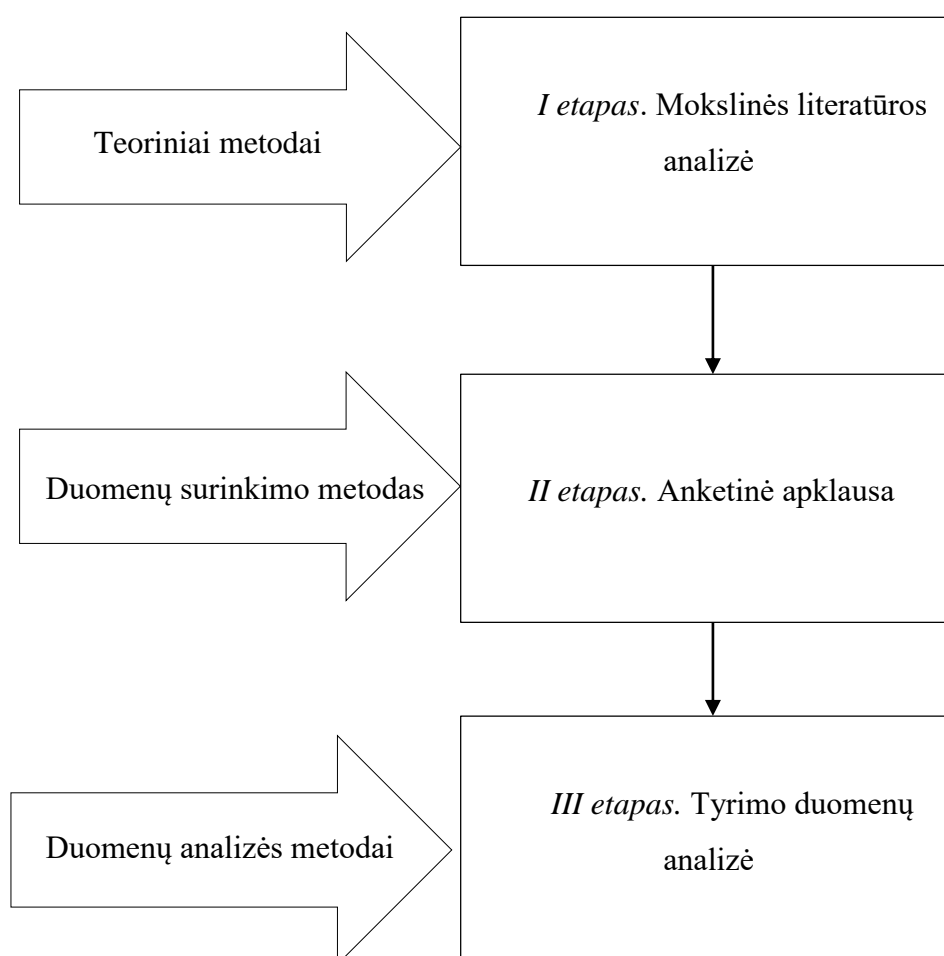 Teoriniai metodai
I etapas. Mokslinės literatūros
analizė
Duomenų surinkimo metodas
II etapas. Anketinė apklausa
Duomenų analizės metodai
III etapas. Tyrimo duomenų
analizė